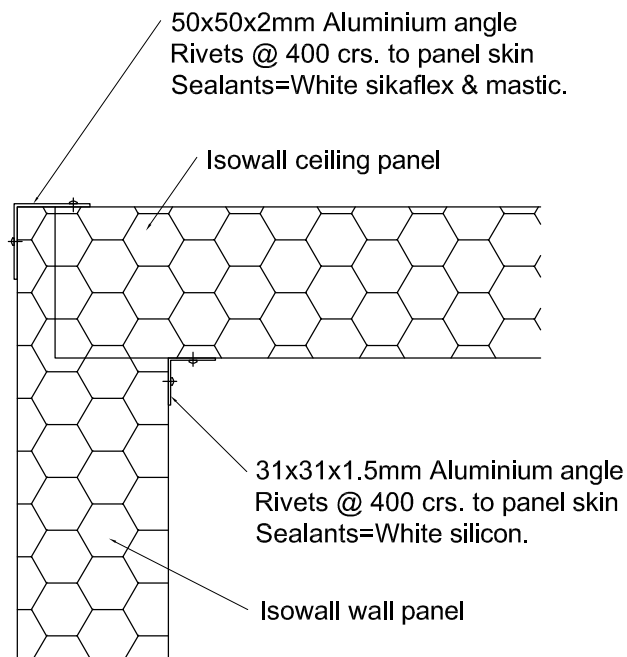 50x50x2mm Aluminium angle
Rivets @ 400 crs. to panel skin
Sealants=White sikaflex & mastic.
Isowall ceiling panel
31x31x1.5mm Aluminium angle
Rivets @ 400 crs. to panel skin
Sealants=White silicon.
Isowall wall panel